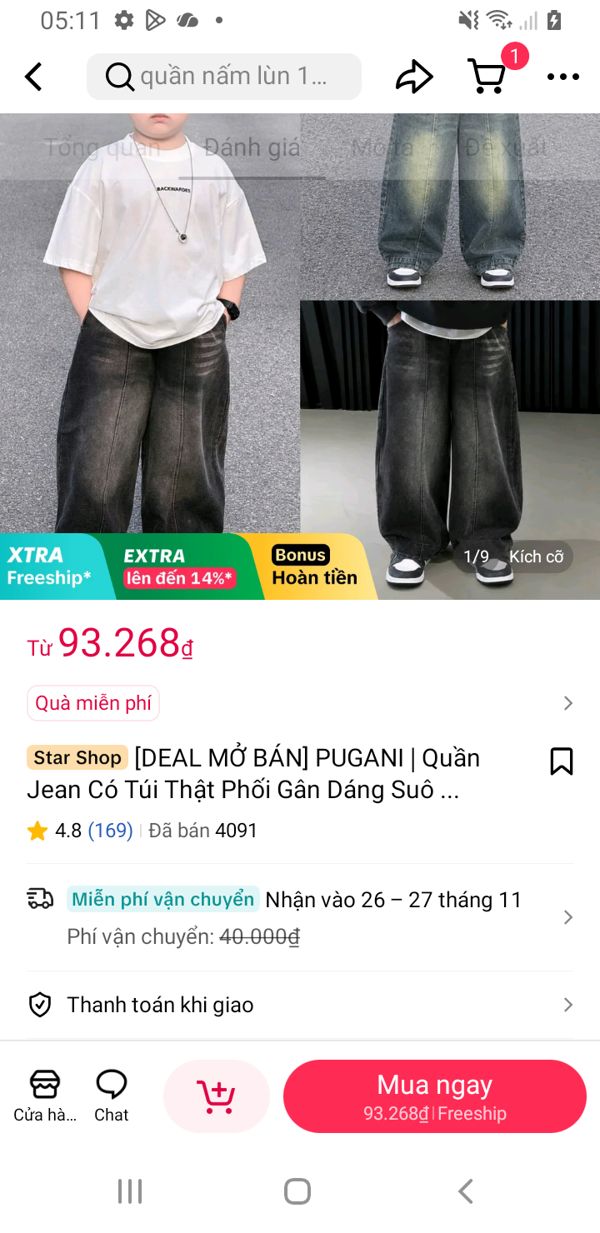 05:11
quần nấm lùn 1...
1
Tổng quan Đánh giá Mô tả Đề xuất
BACKWARDES
XTRA
Freeship*
EXTRA
lên đến 14%*
Bonus
Hoàn tiền
1/9 Kích cỡ
Từ 93.268₫
Quà miễn phí
Star Shop [DEAL MỞ BÁN] PUGANI | Quần
Jean Có Túi Thật Phối Gân Dáng Suô ...
4.8 (169) | Đã bán 4091
Miễn phí vận chuyển Nhận vào 26 – 27 tháng 11
Phí vận chuyển: 40.000₫
Thanh toán khi giao
Cửa hà...
Chat
Mua ngay
93.268₫ | Freeship